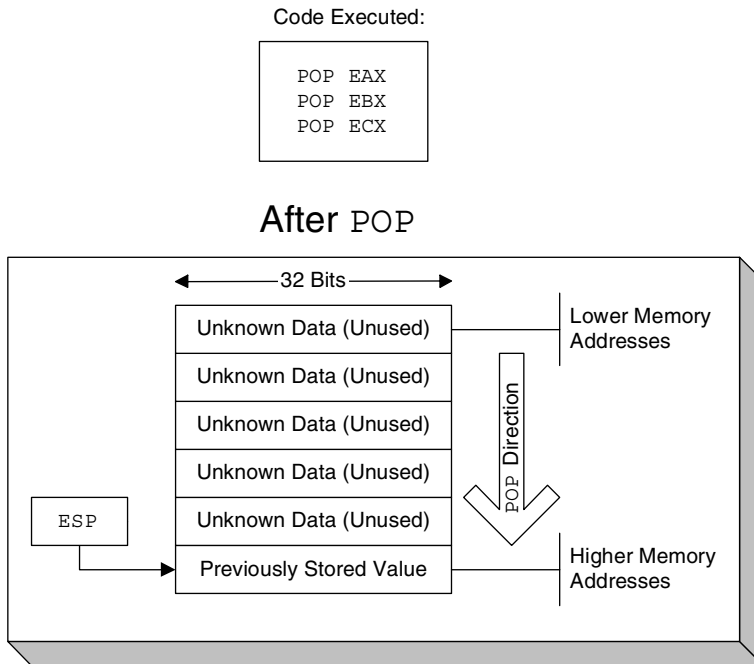 Code Executed:
POP EAX
POP EBX
POP ECX
After POP
32 Bits
Unknown Data (Unused)
Lower Memory
Addresses
Unknown Data (Unused)
Unknown Data (Unused)
Unknown Data (Unused)
POP Direction
ESP
Unknown Data (Unused)
Previously Stored Value
Higher Memory
Addresses